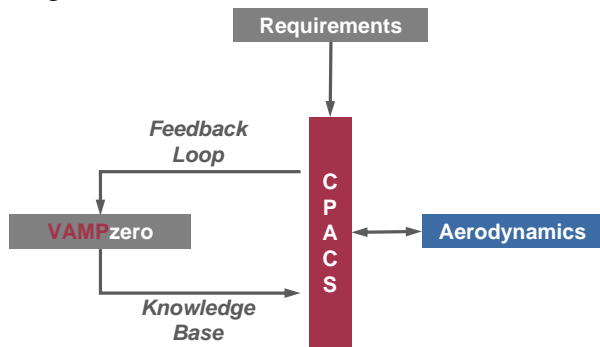 Requirements
Feedback
Loop
C
P
A
C
S
VAMPzero
Aerodynamics
Knowledge
Base